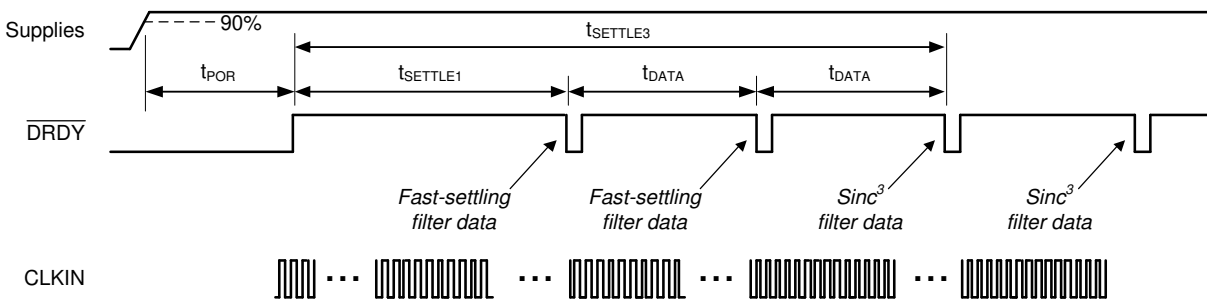 Supplies
90%
tSETTLE3
tPOR
tSETTLE1
tDATA
tDATA
DRDY
Fast-settling
filter data
Fast-settling
filter data
Sinc³
filter data
Sinc³
filter data
CLKIN